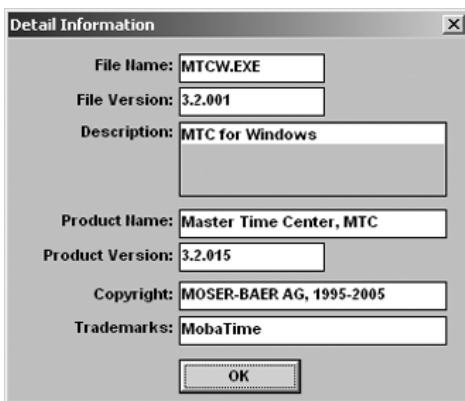 Detail Information
File Name: MTCW.EXE
File Version: 3.2.001
Description: MTC for Windows
Product Name: Master Time Center, MTC
Product Version: 3.2.015
Copyright: MOSER-BAER AG, 1995-2005
Trademarks: MobaTime
OK